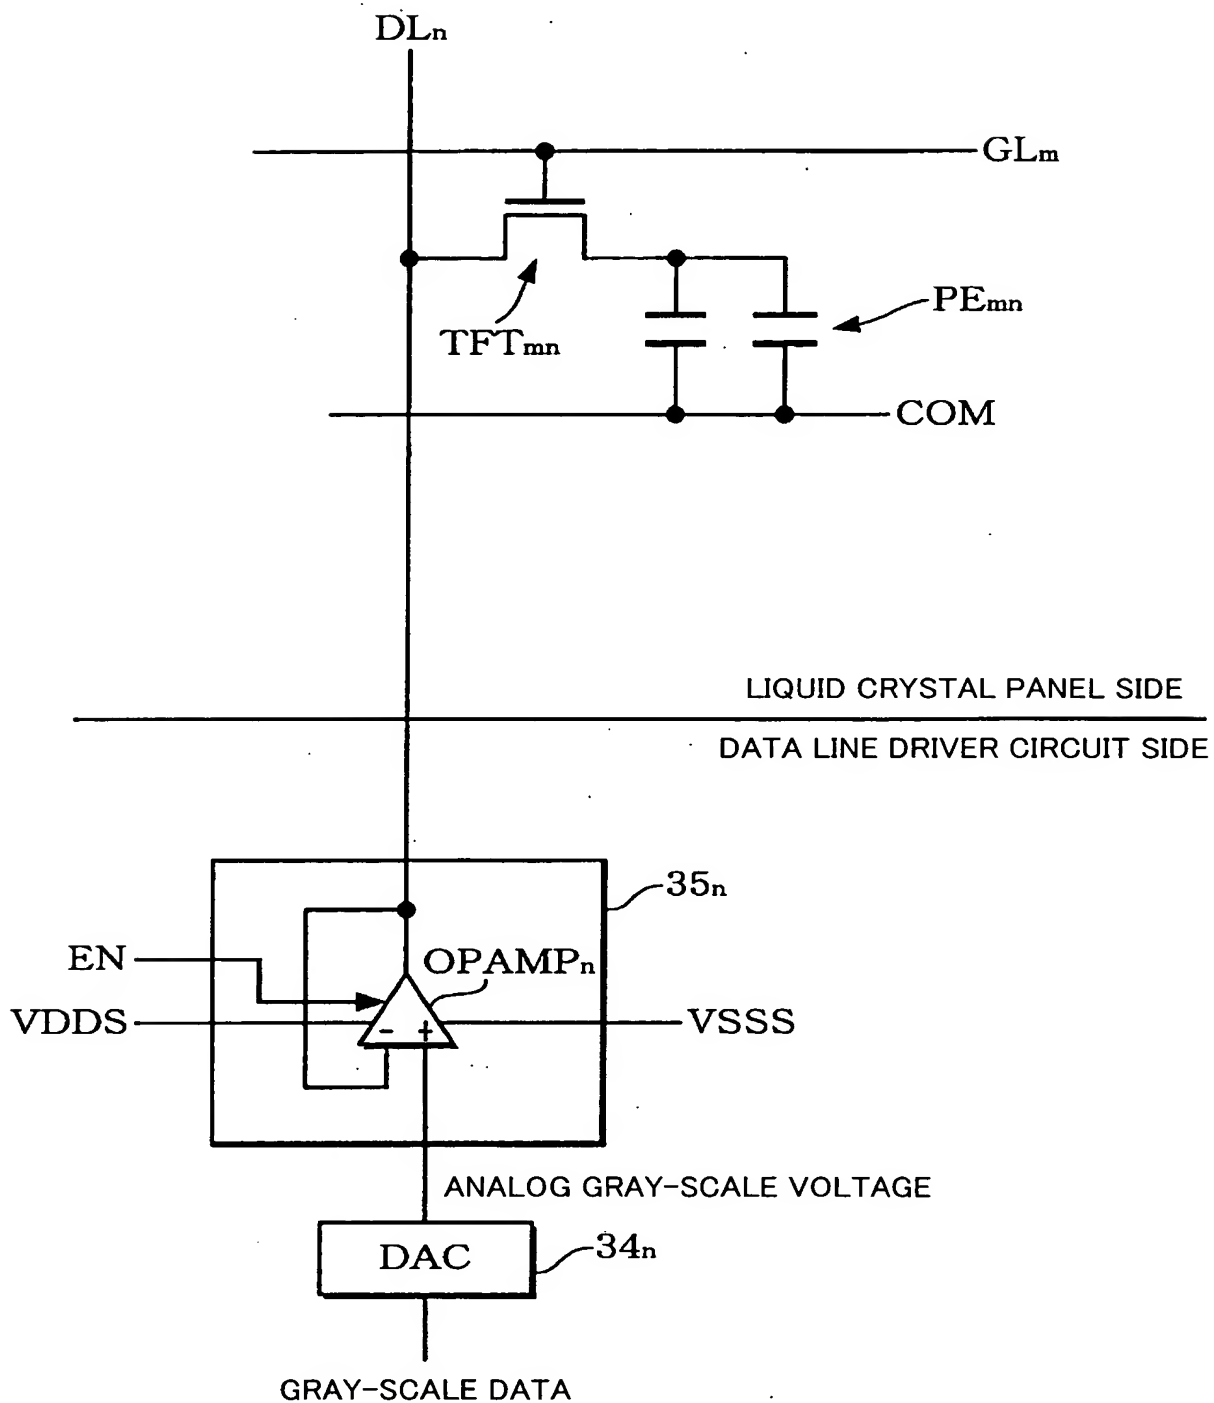 DLn
GLm
PEmn
TFTmn
COM
LIQUID CRYSTAL PANEL SIDE
DATA LINE DRIVER CIRCUIT SIDE
35n
EN
OPAMPn
VDDS
- +
VSSS
ANALOG GRAY-SCALE VOLTAGE
DAC
34n
GRAY-SCALE DATA